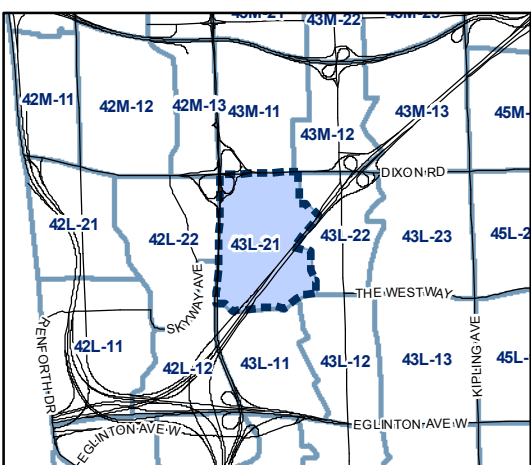 43M-21
43M-22
43M-23
42M-11
42M-12
42M-13
43M-11
43M-12
43M-13
45M-
DIXON RD
42L-21
42L-22
43L-21
43L-22
43L-23
45L-2
SKYWAY AVE
THE WEST WAY
RENFORTH DR
KIPLING AVE
42L-11
42L-12
43L-11
43L-12
43L-13
45L-
EGLINTON AVE W
EGLINTON AVE W